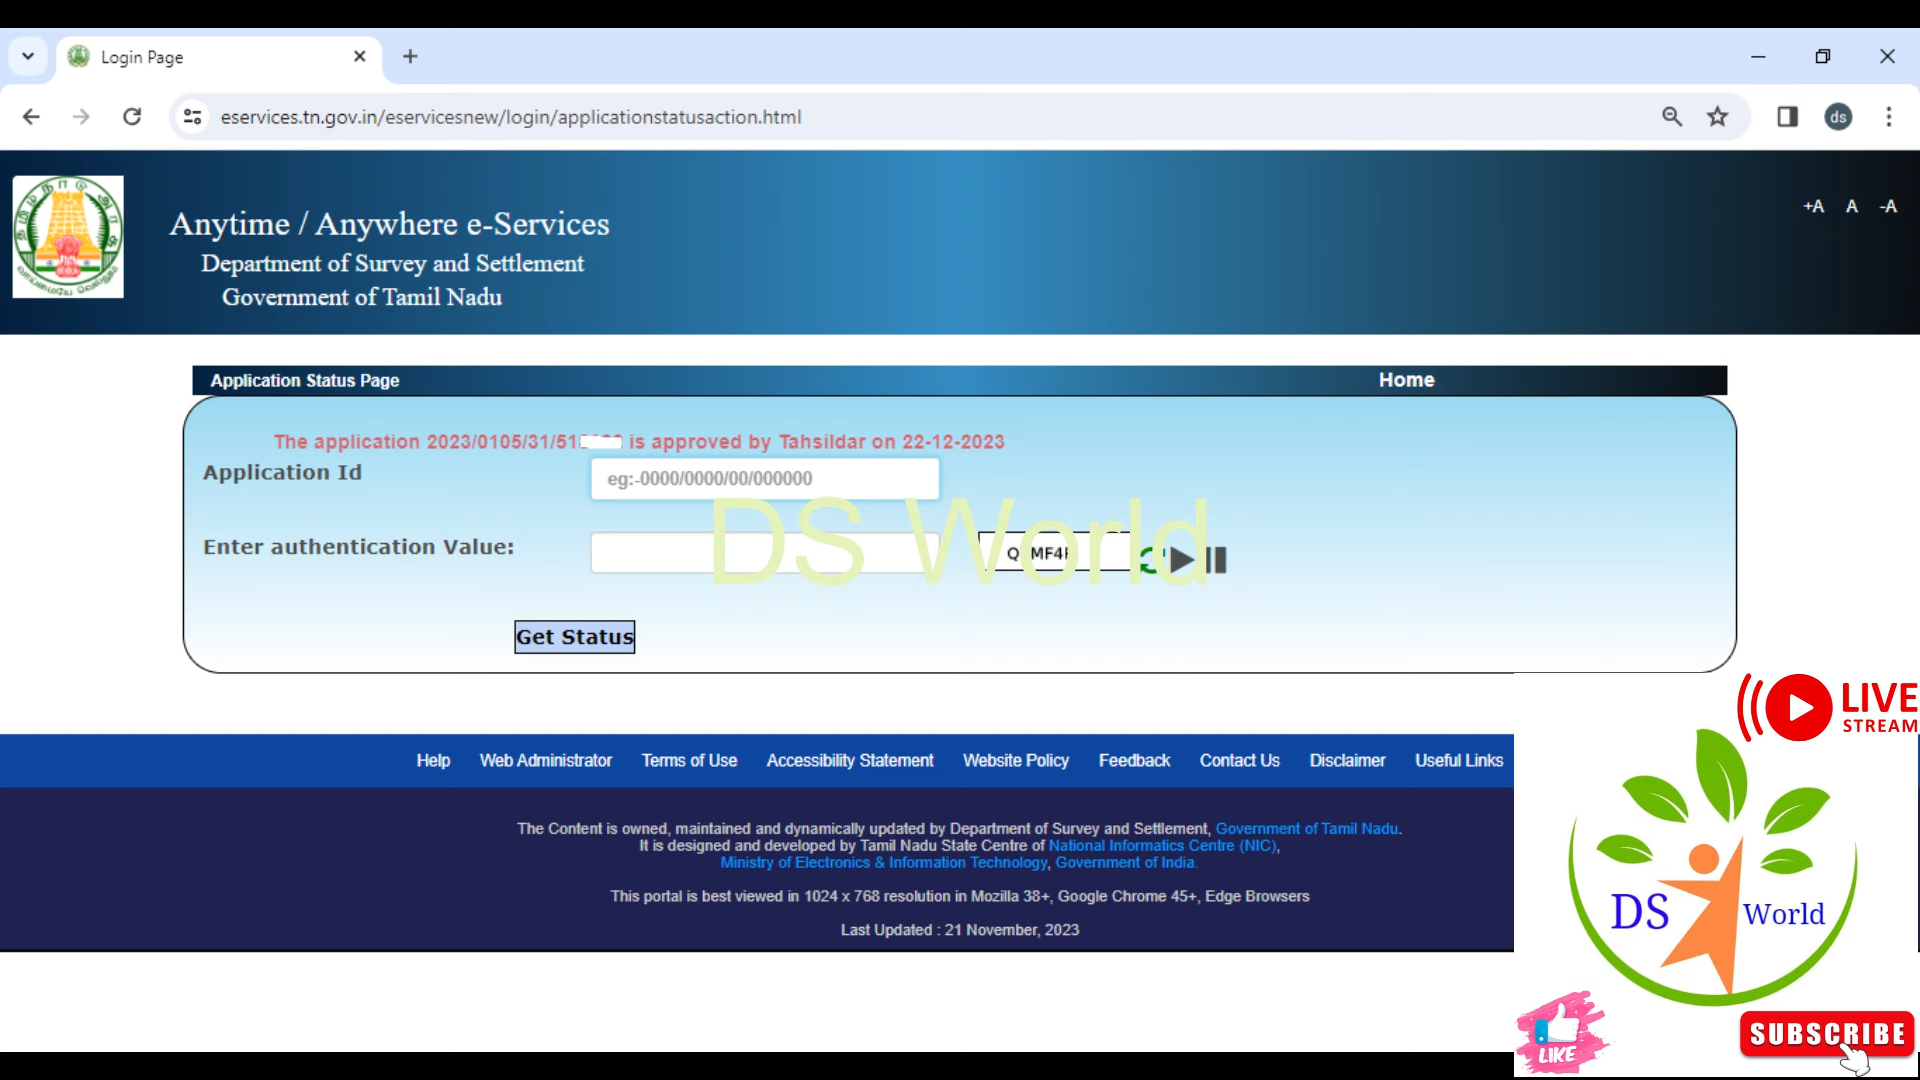 Login Page
eservices.tn.gov.in/eservicesnew/login/applicationstatusaction.html
ds
Anytime / Anywhere e-Services
Department of Survey and Settlement
Government of Tamil Nadu
+A A -A
Application Status Page Home
The application 2023/0105/31/51 is approved by Tahsildar on 22-12-2023
Application Id
eg:-0000/0000/00/000000
Enter authentication Value:
DS World
Get Status
LIVE
STREAM
Help Web Administrator Terms of Use Accessibility Statement Website Policy Feedback Contact Us Disclaimer Useful Links
The Content is owned, maintained and dynamically updated by Department of Survey and Settlement, Government of Tamil Nadu.
It is designed and developed by Tamil Nadu State Centre of National Informatics Centre (NIC),
Ministry of Electronics & Information Technology, Government of India.
This portal is best viewed in 1024 x 768 resolution in Mozilla 38+, Google Chrome 45+, Edge Browsers
Last Updated : 21 November, 2023
DS World
LIKE
SUBSCRIBE